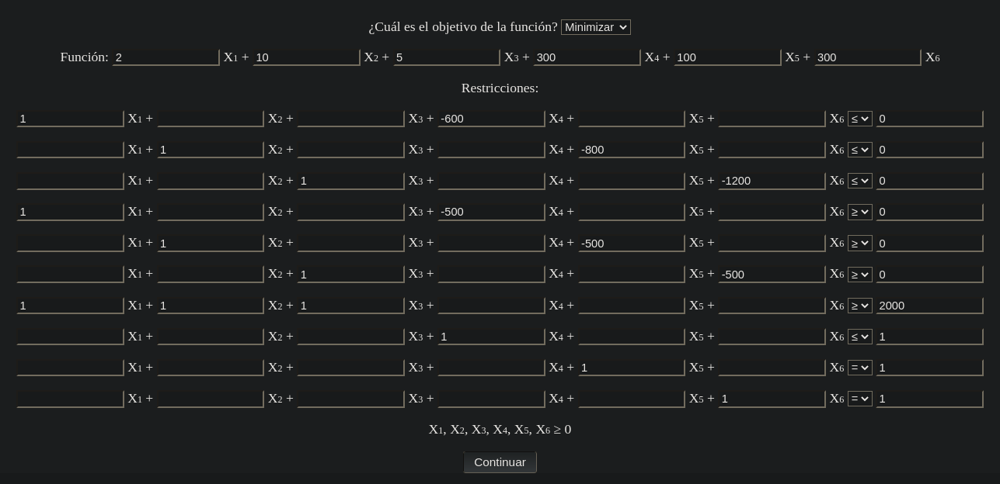 ¿Cuál es el objetivo de la función? Minimizar
Función: 2 X1 + 10 X2 + 5 X3 + 300 X4 + 100 X5 + 300 X6
Restricciones:
1 X1 + X2 + X3 + -600 X4 + X5 + X6 ≤ 0
X1 + 1 X2 + X3 + X4 + -800 X5 + X6 ≤ 0
X1 + X2 + 1 X3 + X4 + X5 + -1200 X6 ≤ 0
1 X1 + X2 + X3 + -500 X4 + X5 + X6 ≥ 0
X1 + 1 X2 + X3 + X4 + -500 X5 + X6 ≥ 0
X1 + X2 + 1 X3 + X4 + X5 + -500 X6 ≥ 0
1 X1 + 1 X2 + 1 X3 + X4 + X5 + X6 ≥ 2000
X1 + X2 + X3 + 1 X4 + X5 + X6 ≤ 1
X1 + X2 + X3 + X4 + 1 X5 + X6 = 1
X1 + X2 + X3 + X4 + X5 + 1 X6 = 1
X1, X2, X3, X4, X5, X6 ≥ 0
Continuar